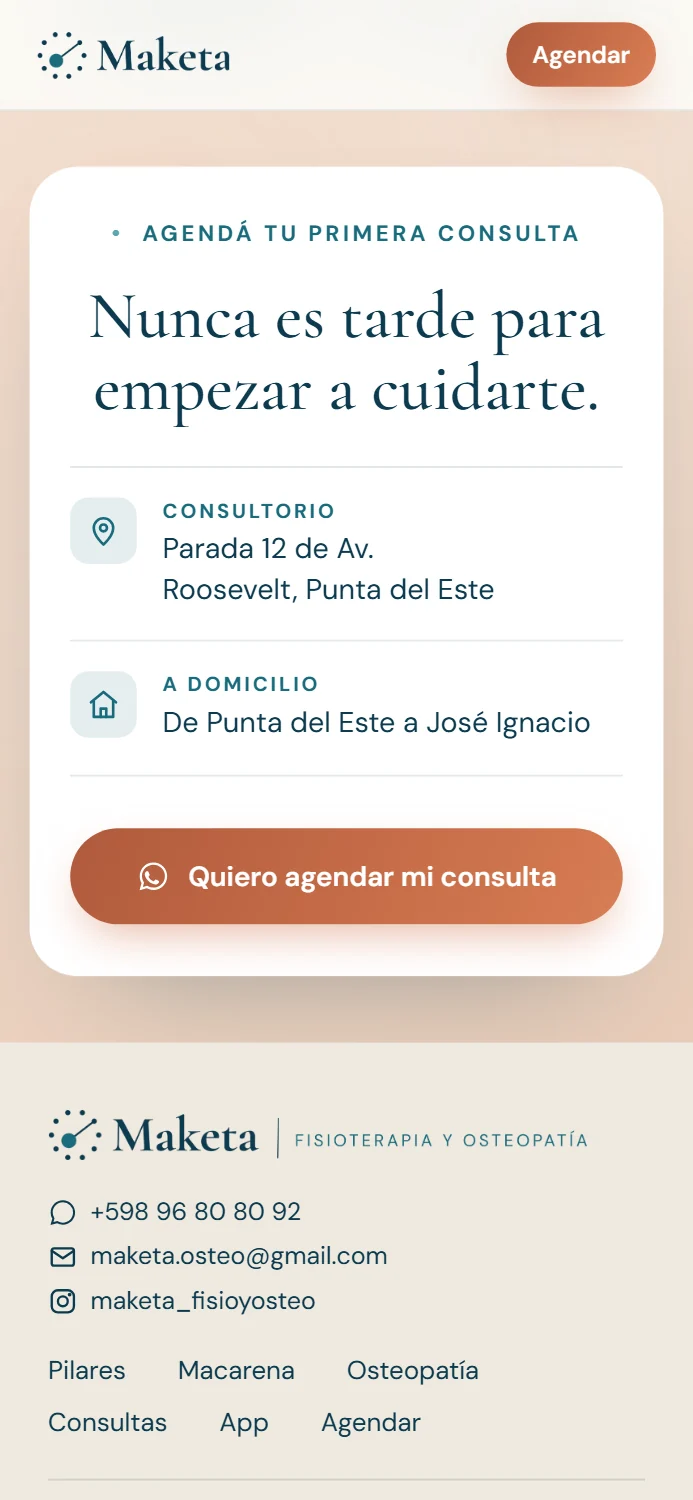 Maketa
Agendar
• AGENDÁ TU PRIMERA CONSULTA
Nunca es tarde para
empezar a cuidarte.
CONSULTORIO
Parada 12 de Av.
Roosevelt, Punta del Este
A DOMICILIO
De Punta del Este a José Ignacio
Quiero agendar mi consulta
Maketa | FISIOTERAPIA Y OSTEOPATÍA
+598 96 80 80 92
maketa.osteo@gmail.com
maketa_fisioyosteo
Pilares Macarena Osteopatía
Consultas App Agendar